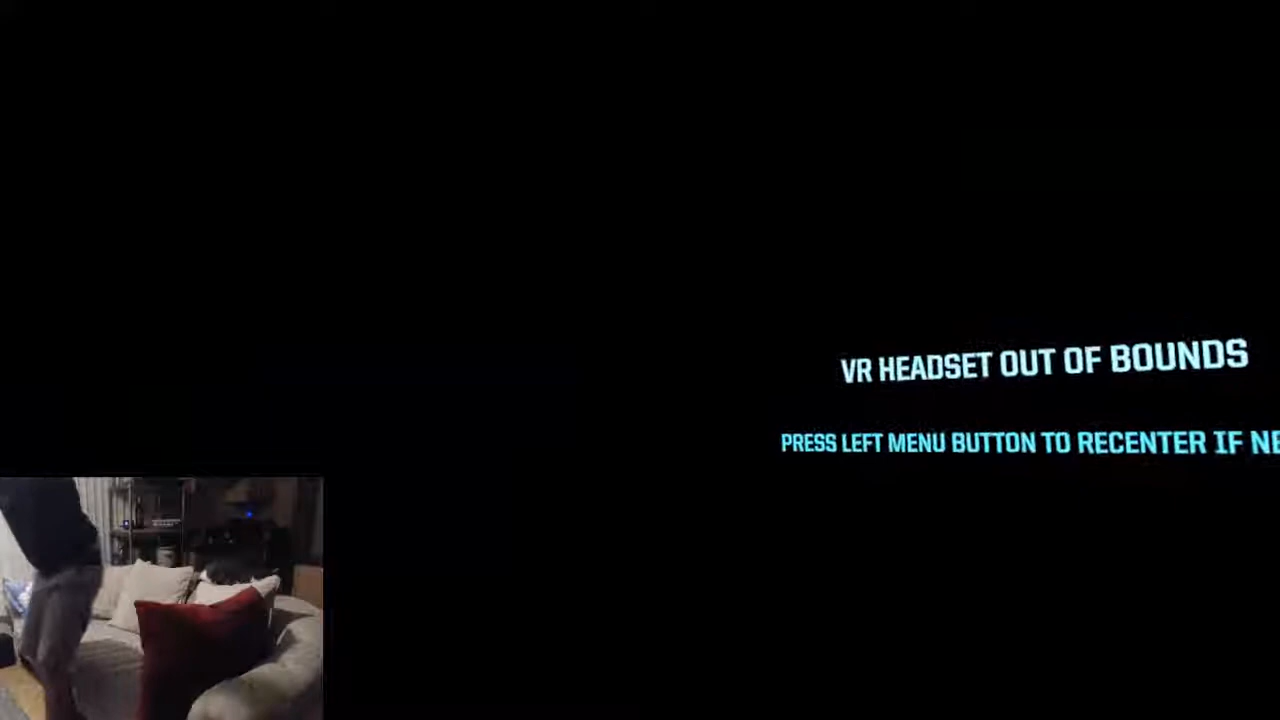 VR HEADSET OUT OF BOUNDS
PRESS LEFT MENU BUTTON TO RECENTER IF